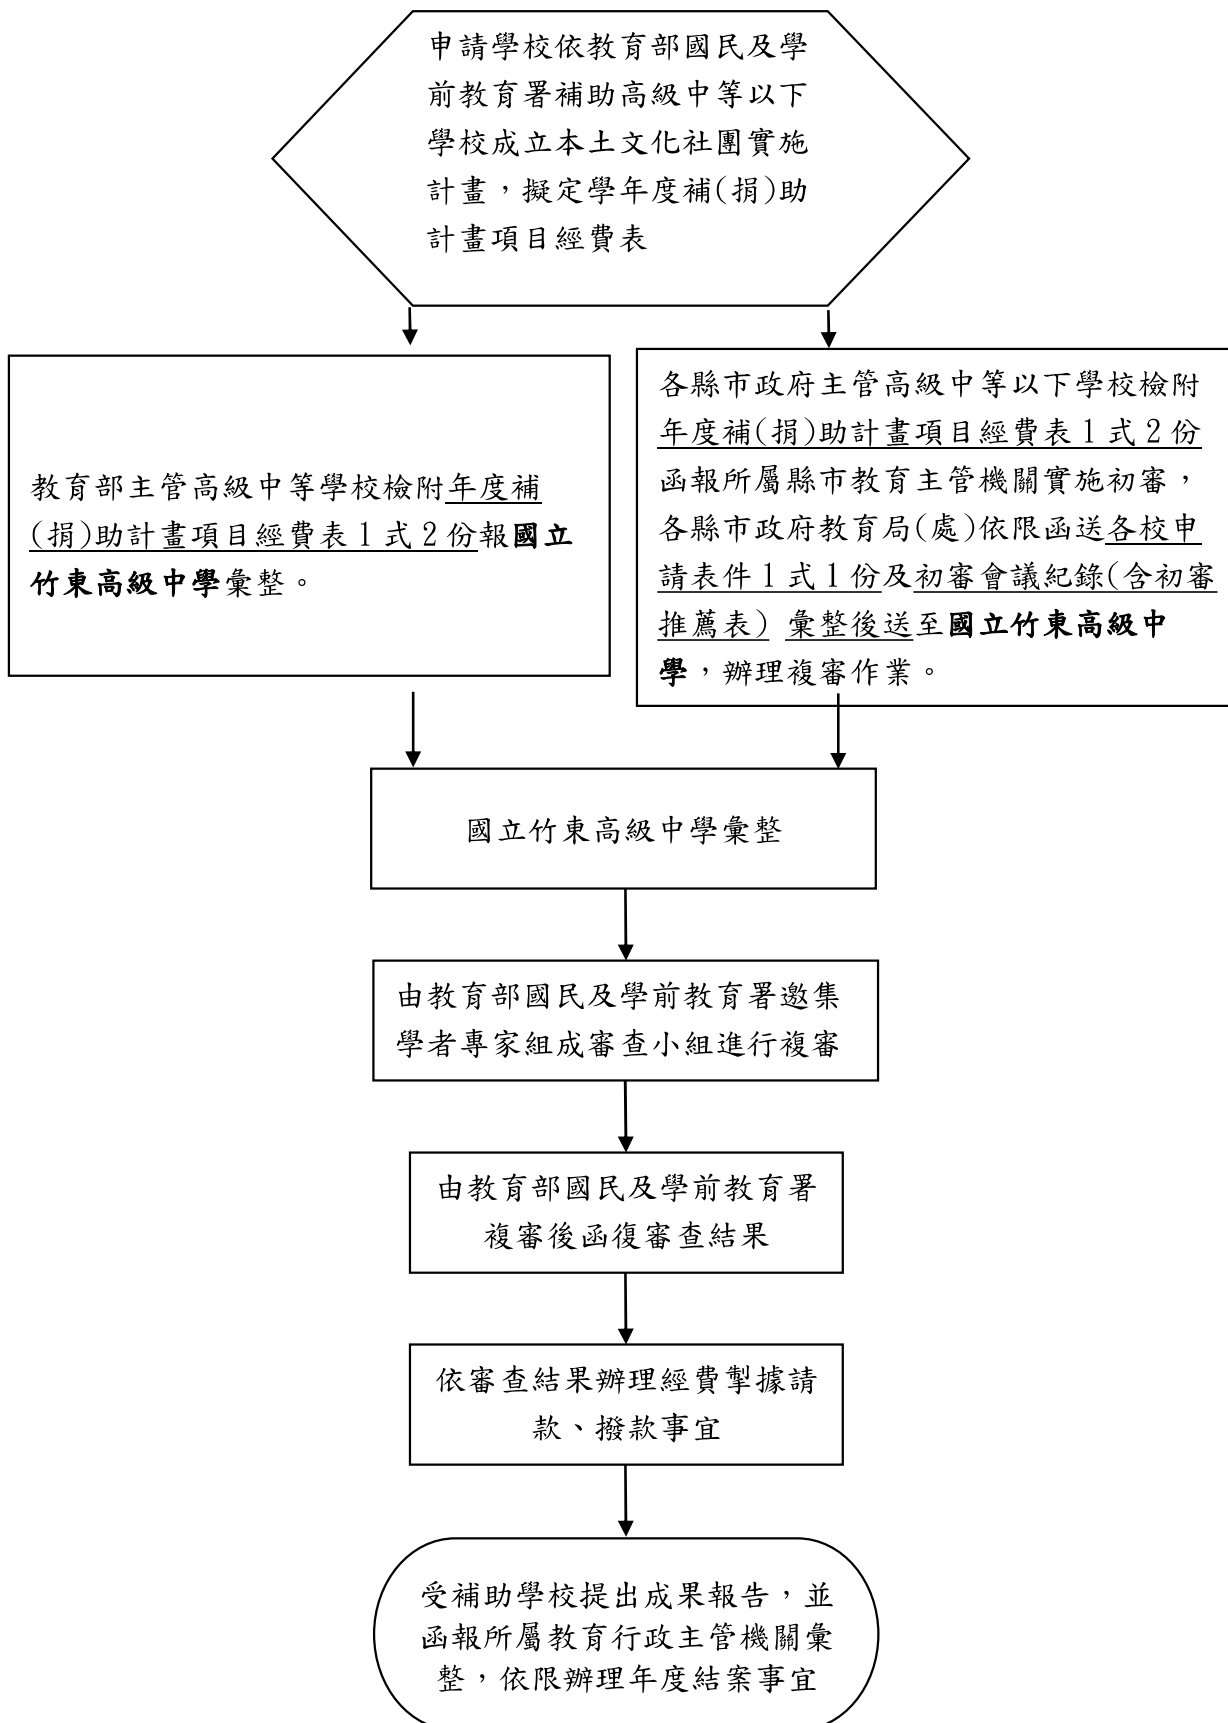 申請學校依教育部國民及學
前教育署補助高級中等以下
學校成立本土文化社團實施
計畫，擬定學年度補(捐)助
計畫項目經費表
教育部主管高級中等學校檢附年度補
(捐)助計畫項目經費表1式2份報國立
竹東高級中學彙整。
各縣市政府主管高級中等以下學校檢附
年度補(捐)助計畫項目經費表1式2份
函報所屬縣市教育主管機關實施初審，
各縣市政府教育局(處)依限函送各校申
請表件1式1份及初審會議紀錄(含初審
推薦表) 彙整後送至國立竹東高級中
學，辦理複審作業。
國立竹東高級中學彙整
由教育部國民及學前教育署邀集
學者專家組成審查小組進行複審
由教育部國民及學前教育署
複審後函復審查結果
依審查結果辦理經費掣據請
款、撥款事宜
受補助學校提出成果報告，並
函報所屬教育行政主管機關彙
整，依限辦理年度結案事宜